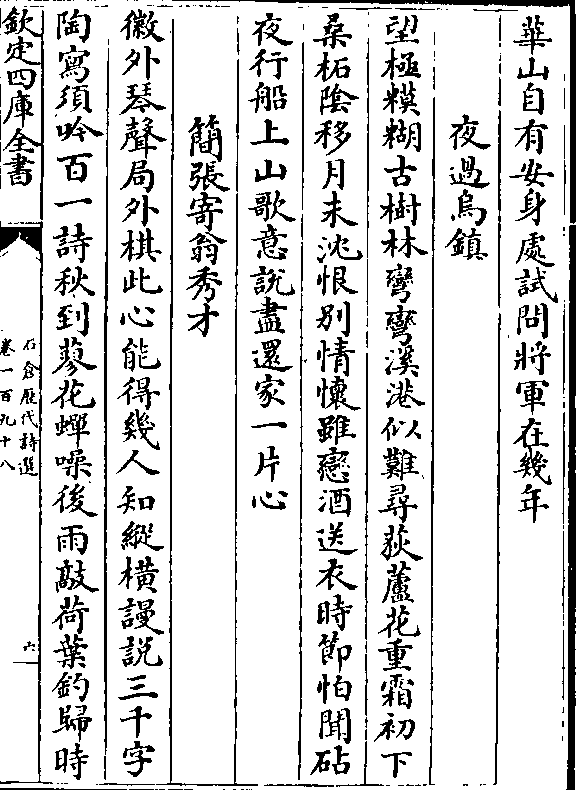 華山自有安身處試問將軍在幾年
夜過烏鎮
望極糢糊古樹林彎彎溪港似難尋荻蘆花重霜初下
桑柘陰移月未沈恨別情懷雖戀酒送衣時節怕聞砧
夜行船上山歌意說盡還家一片心
簡張寄翁秀才
徽外琴聲局外棋此心能得幾人知縱橫謾説三千字
陶寫須吟百一詩秋到蓼花蟬噪後雨敲荷葉釣歸時
欽定四庫全書
石倉歷代詩選
卷一百九十八
六